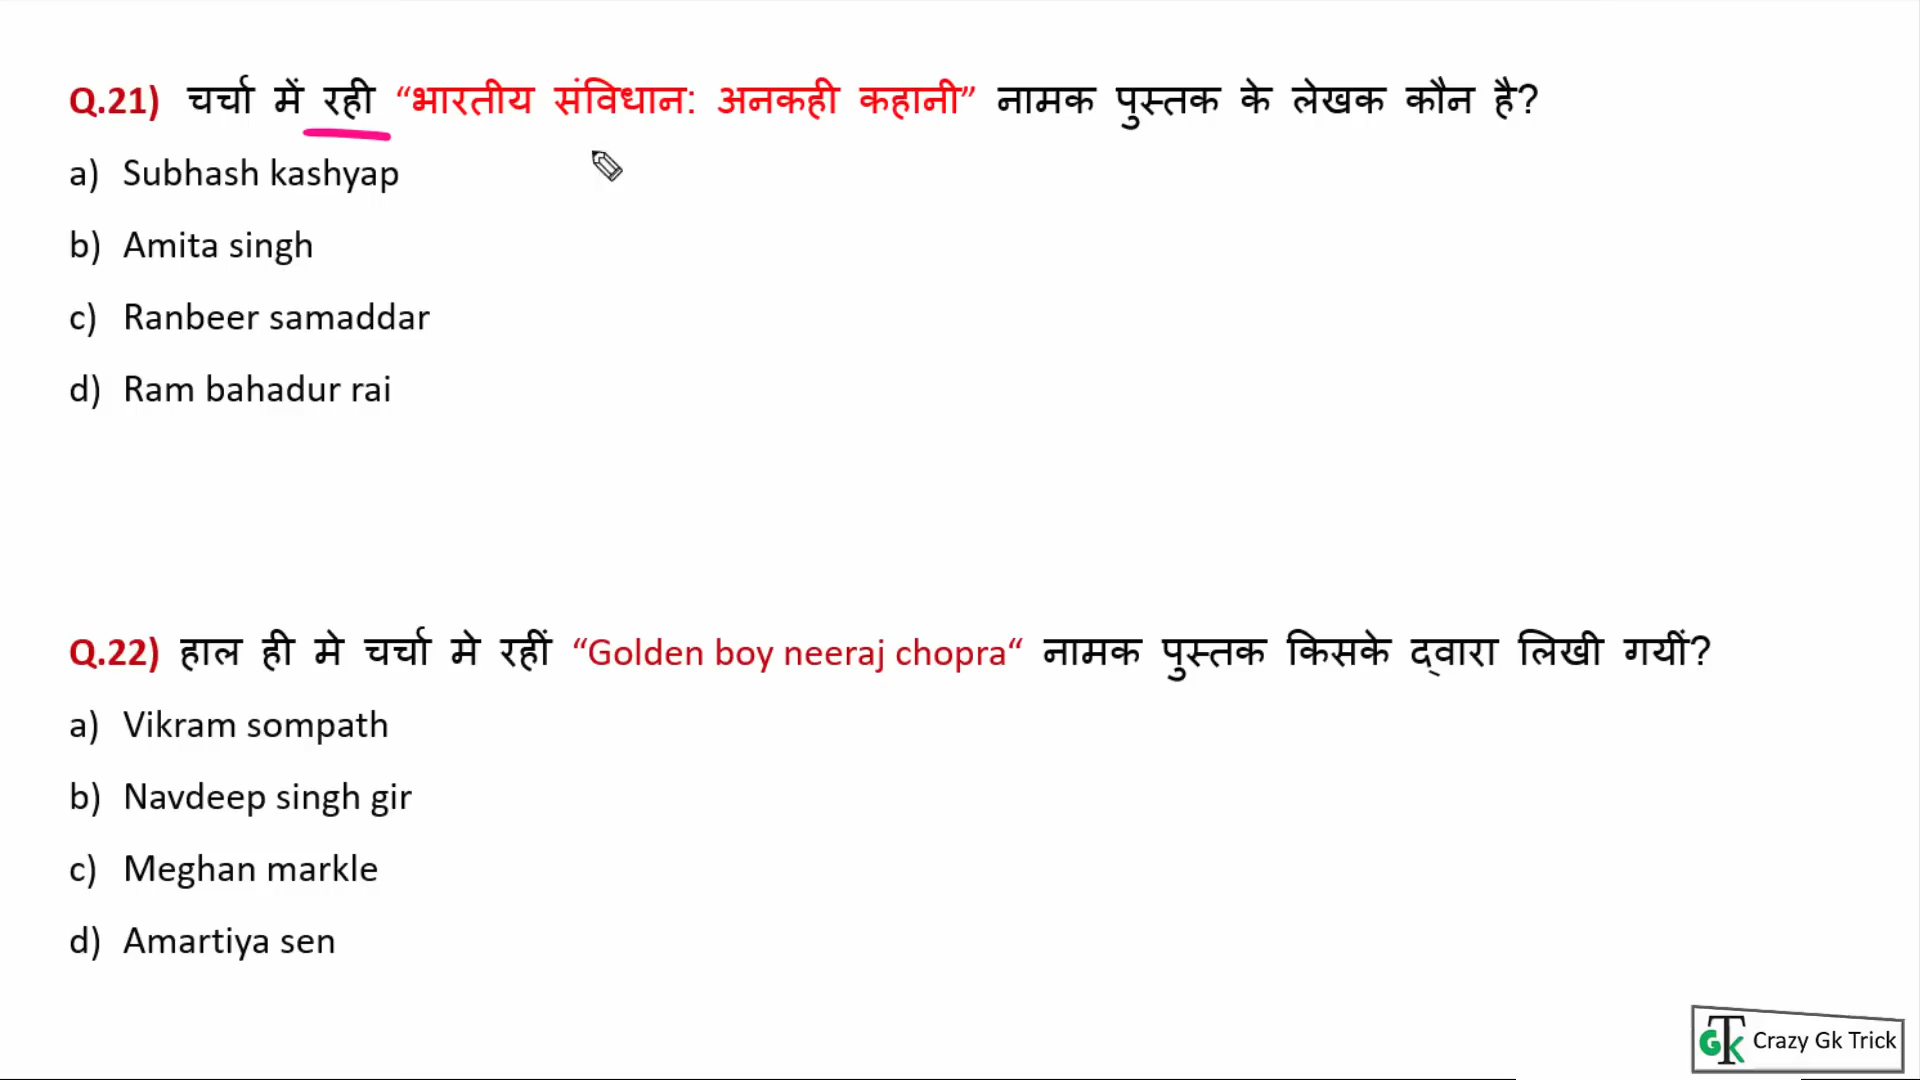 Q.21) चर्चा में रही “भारतीय संविधान: अनकही कहानी” नामक पुस्तक के लेखक कौन है?
a) Subhash kashyap
b) Amita singh
c) Ranbeer samaddar
d) Ram bahadur rai
Q.22) हाल ही मे चर्चा मे रहीं “Golden boy neeraj chopra“ नामक पुस्तक किसके द्वारा लिखी गयीं?
a) Vikram sompath
b) Navdeep singh gir
c) Meghan markle
d) Amartiya sen
GTK Crazy Gk Trick